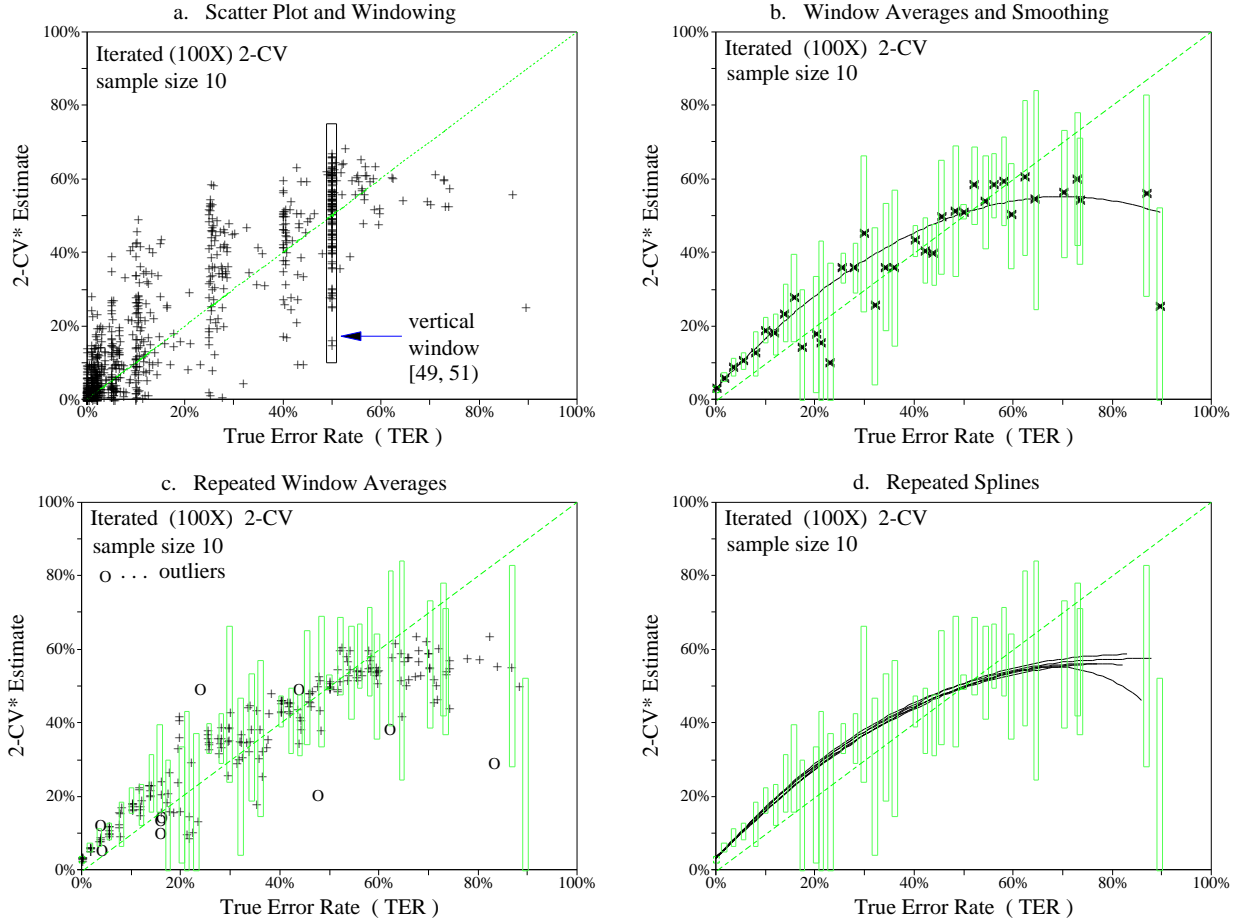 a. Scatter Plot and Windowing
Iterated (100X) 2-CV
sample size 10
100%
80%
60%
40%
20%
0%
2-CV* Estimate
vertical
window
[49, 51)
0%
20%
40%
60%
80%
100%
True Error Rate ( TER )
b. Window Averages and Smoothing
Iterated (100X) 2-CV
sample size 10
100%
80%
60%
40%
20%
0%
2-CV* Estimate
0%
20%
40%
60%
80%
100%
True Error Rate ( TER )
c. Repeated Window Averages
Iterated (100X) 2-CV
sample size 10
O . . . outliers
100%
80%
60%
40%
20%
0%
2-CV* Estimate
0%
20%
40%
60%
80%
100%
True Error Rate ( TER )
d. Repeated Splines
Iterated (100X) 2-CV
sample size 10
100%
80%
60%
40%
20%
0%
2-CV* Estimate
0%
20%
40%
60%
80%
100%
True Error Rate ( TER )